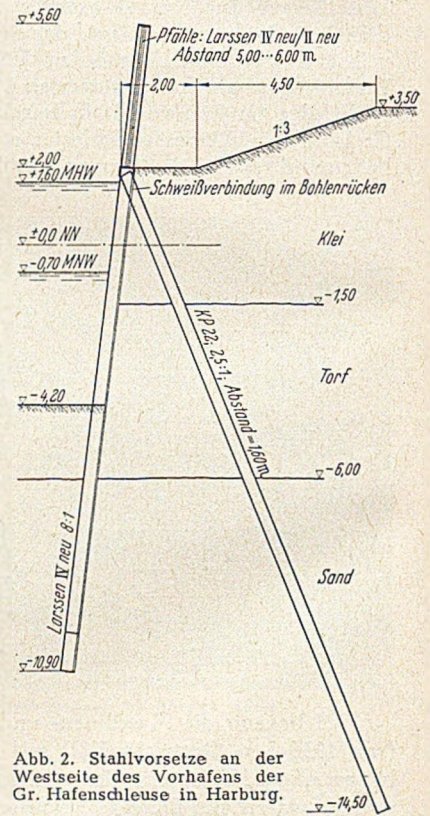 +5,60
Pfähle: Larssen IV neu/II neu
Abstand 5,00···6,00 m
2,00
4,50
+3,50
1:3
+2,00
+1,60 MHW
Schweißverbindung im Bohlenrücken
±0,0 NN
Klei
-0,70 MNW
-1,50
KP 22; 2,5:1; Abstand = 1,60m
Torf
-4,20
-6,00
Larssen IV neu 8:1
Sand
-10,90
Abb. 2. Stahlvorsetze an der
Westseite des Vorhafens der
Gr. Hafenschleuse in Harburg.
-14,50